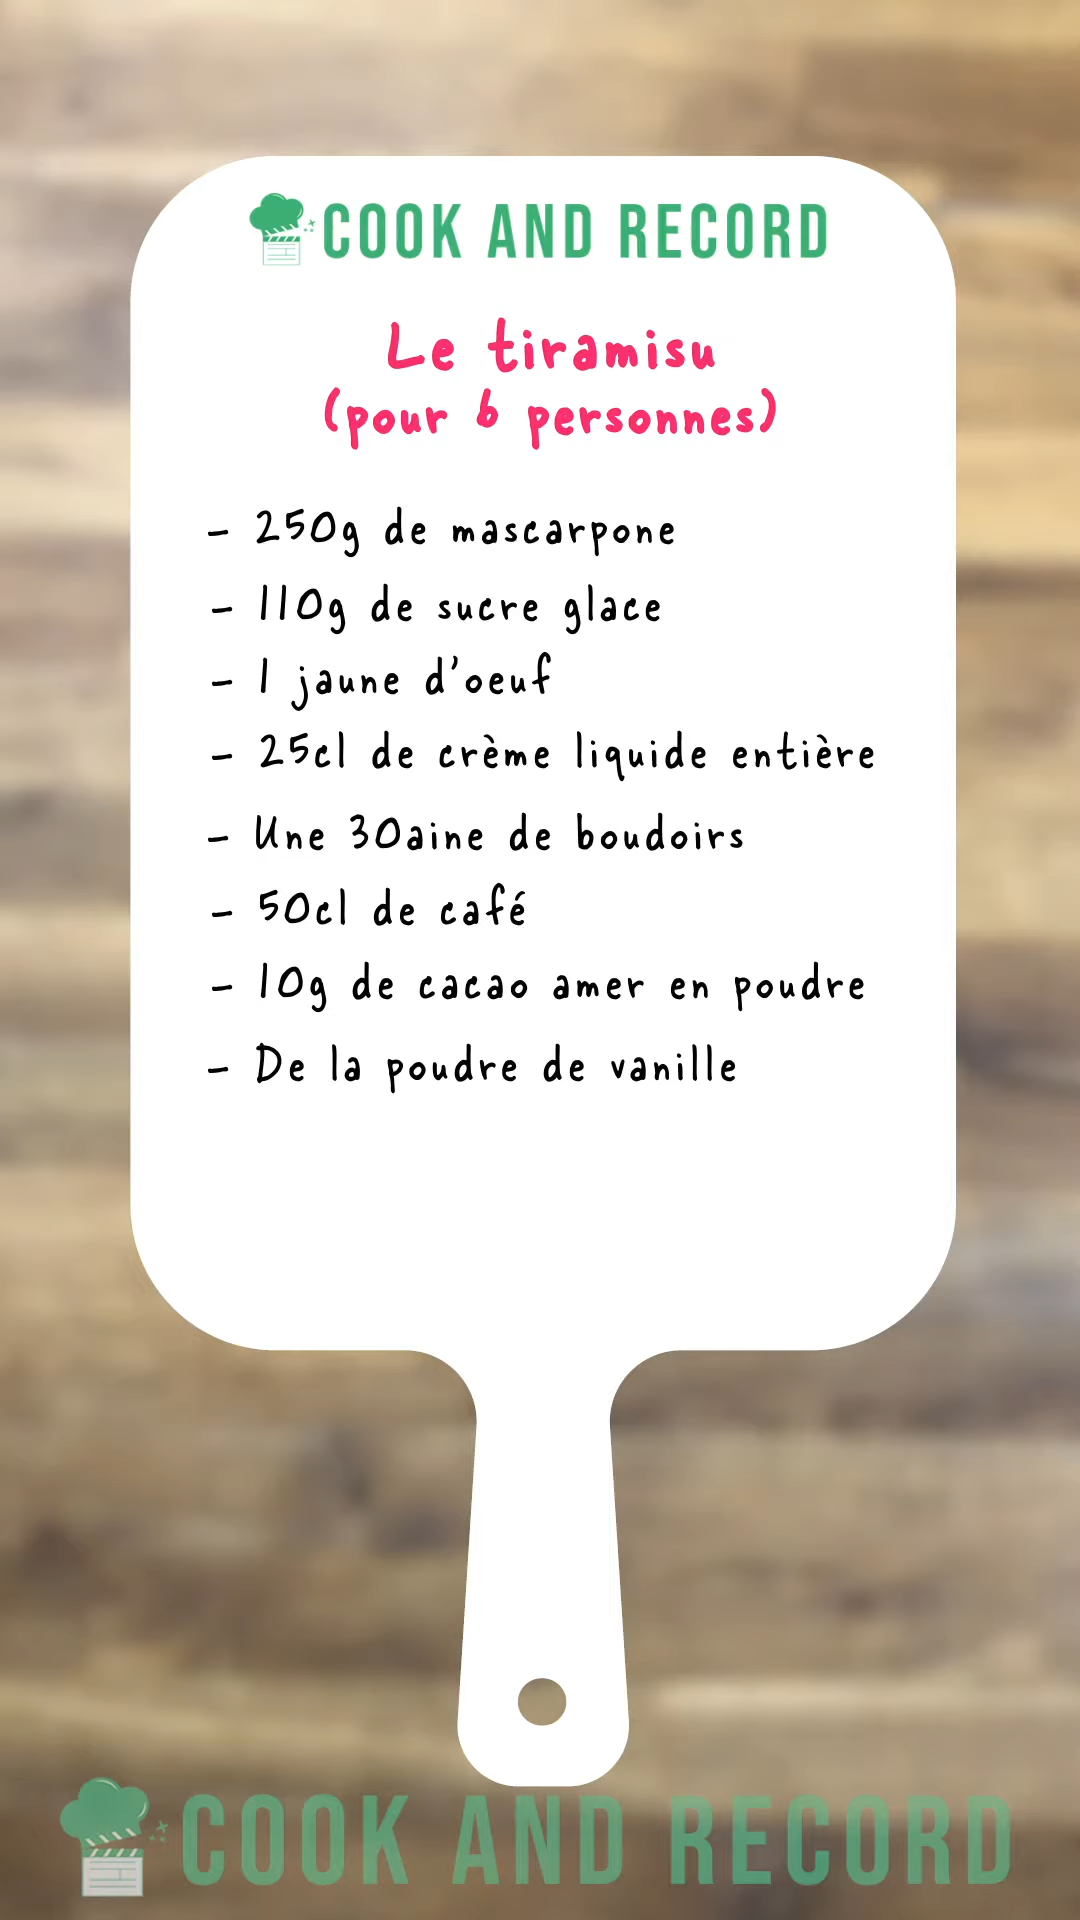 COOK AND RECORD
Le tiramisu
(pour 6 personnes)
- 250g de mascarpone
- 110g de sucre glace
- 1 jaune d'oeuf
- 25cl de crème liquide entière
- Une 30aine de boudoirs
- 50cl de café
- 10g de cacao amer en poudre
- De la poudre de vanille
COOK AND RECORD